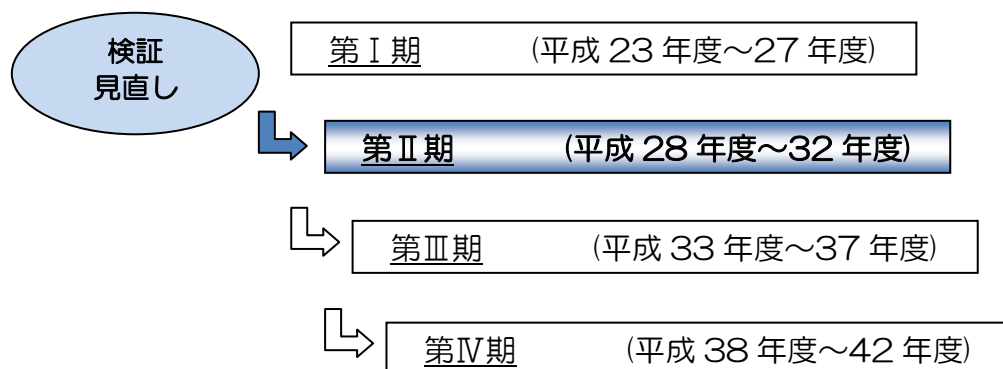 検証
見直し
第Ⅰ期 (平成 23 年度～27 年度)
第Ⅱ期 (平成 28 年度～32 年度)
第Ⅲ期 (平成 33 年度～37 年度)
第Ⅳ期 (平成 38 年度～42 年度)